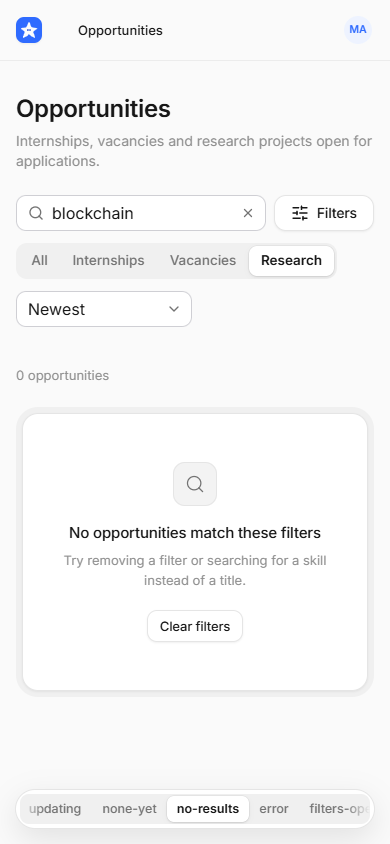 Opportunities
MA
Opportunities
Internships, vacancies and research projects open for
applications.
blockchain
Filters
All
Internships
Vacancies
Research
Newest
0 opportunities
No opportunities match these filters
Try removing a filter or searching for a skill
instead of a title.
Clear filters
updating
none-yet
no-results
error
filters-ope